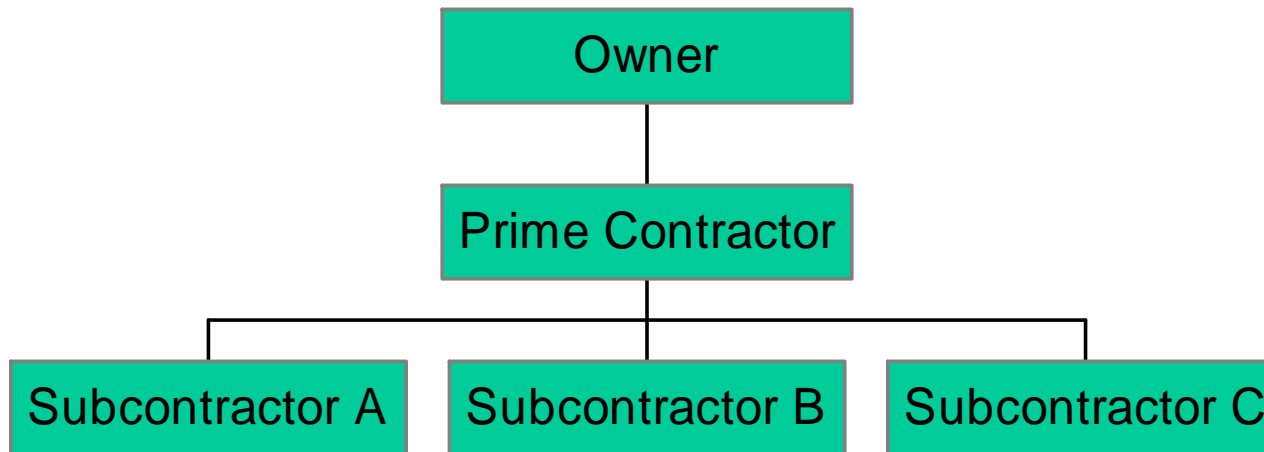 Owner
Prime Contractor
Subcontractor A
Subcontractor B
Subcontractor C